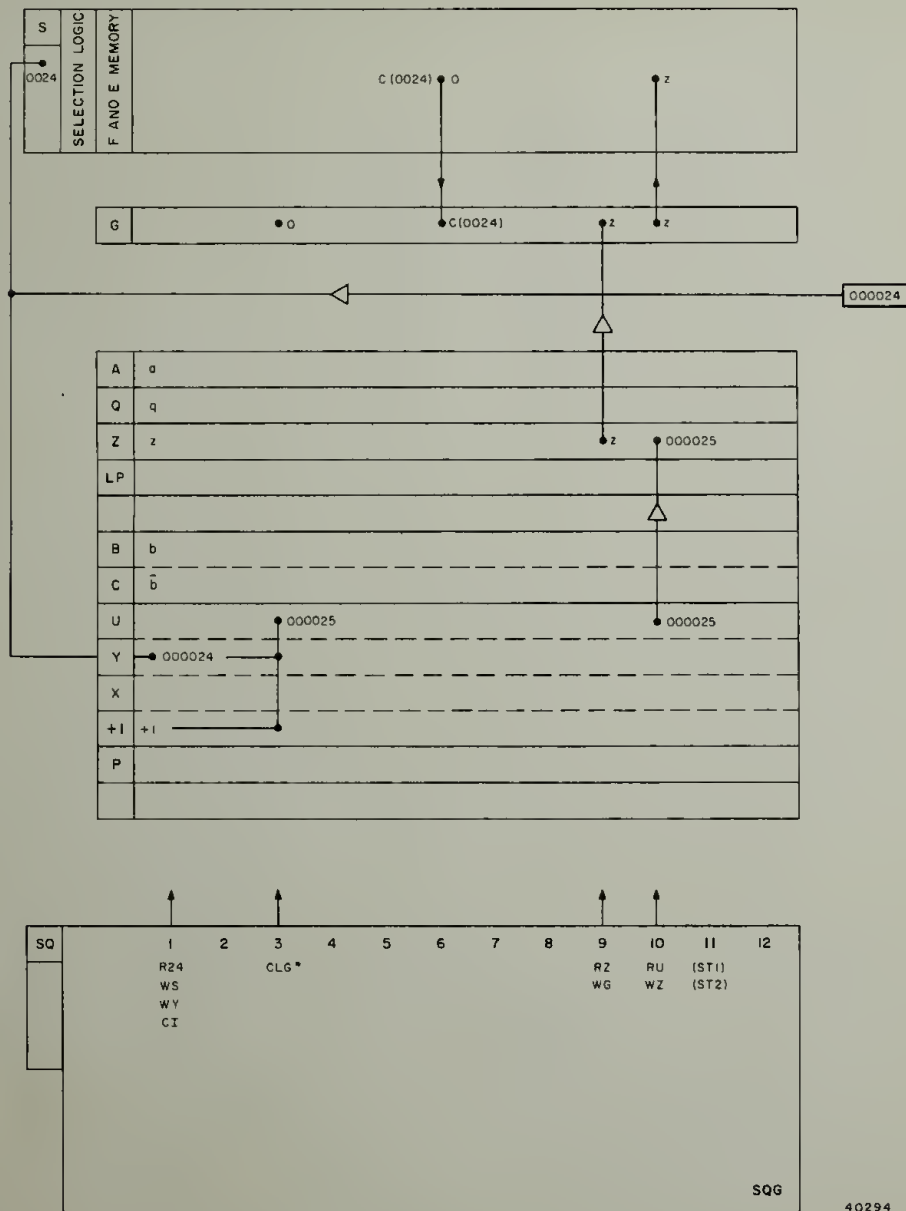 S
0024
SELECTION LOGIC
F AND E MEMORY
C(0024) 0
z
G
0
C(0024)
z
z
000024
A a
Q q
Z z
z
000025
LP
B b
C b̄
U
000025
000025
Y
000024
X
+1 +1
P
SQ
1 2 3 4 5 6 7 8 9 10 11 12
R24 CLG* RZ RU (ST1)
WS WG WZ (ST2)
WY
CI
SQG
40294